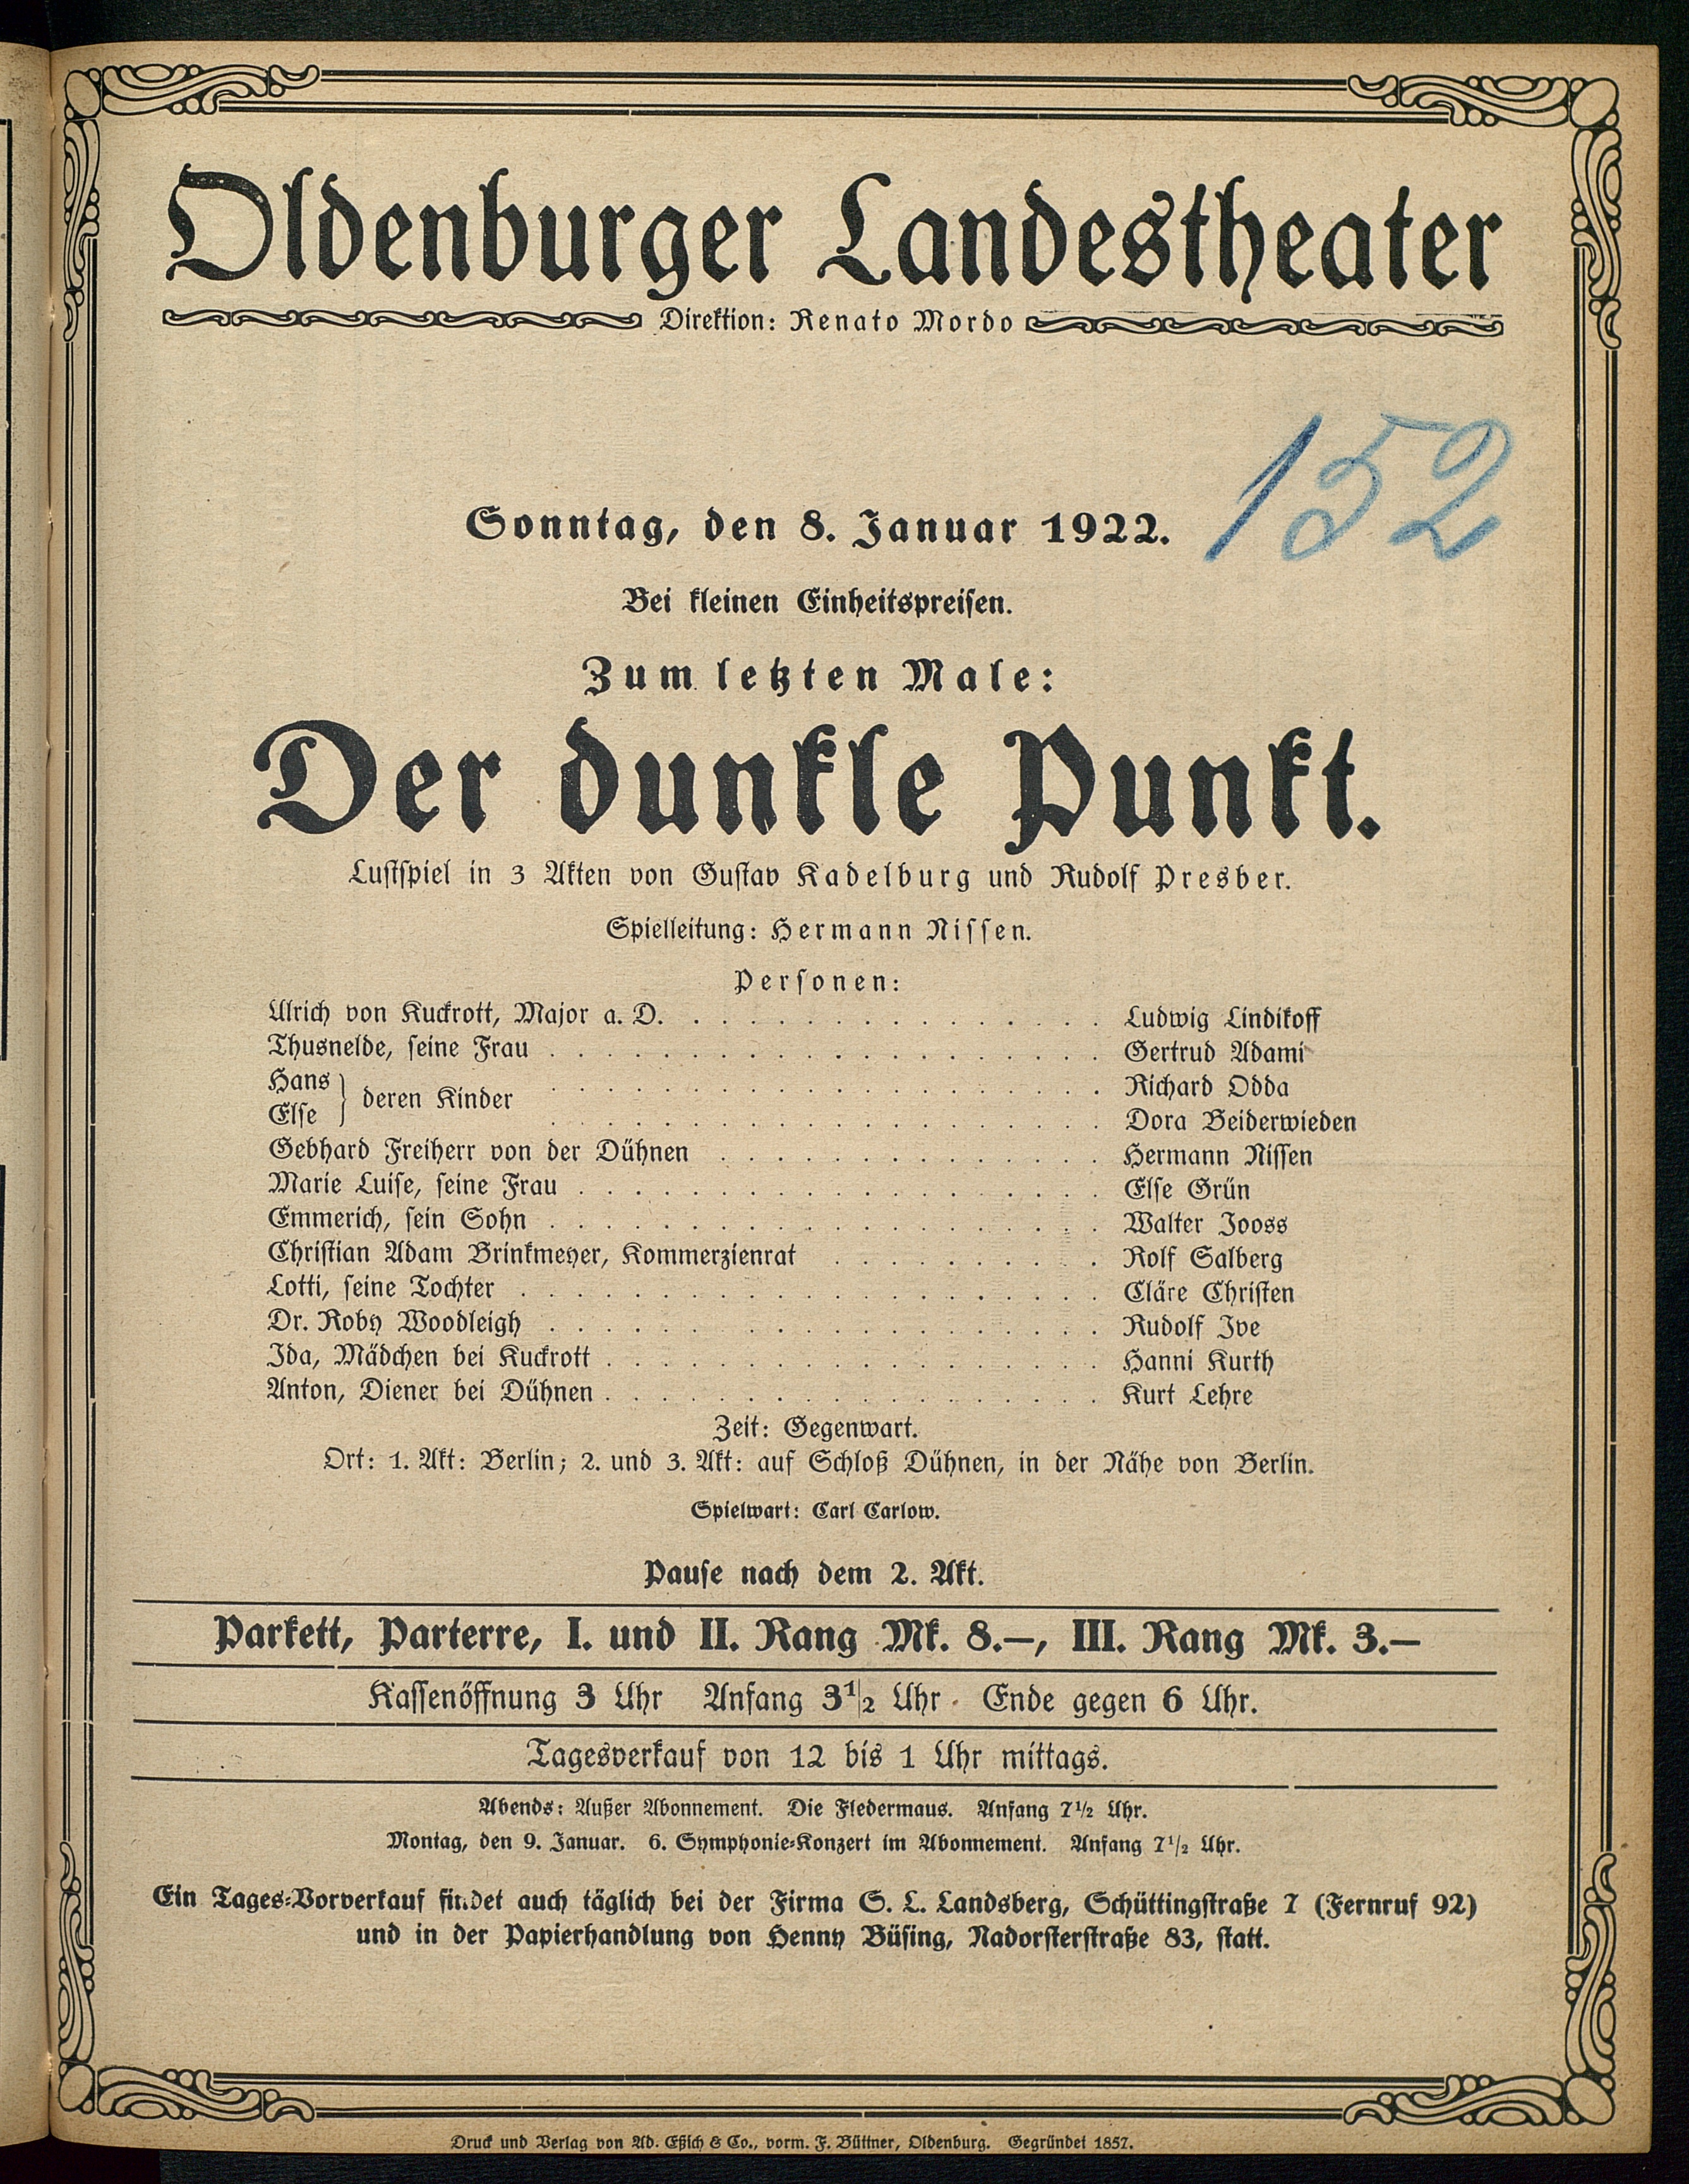 Oldenburger Landestheater
Direktion: Renato Mordo
152
Sonntag, den 8. Januar 1922.
Bei kleinen Einheitspreisen.
Zum letzten Male:
Der dunkle Punkt.
Lustspiel in 3 Akten von Gustav Kadelburg und Rudolf Presber.
Spielleitung: Hermann Nissen.
Personen:
Ulrich von Kuckrott, Major a. D. . . . . . . . . . . . . . . . Ludwig Lindikoff
Thusnelde, seine Frau . . . . . . . . . . . . . . . . . . . . Gertrud Adami
Hans } deren Kinder . . . . . . . . . . . . . . . . . . . . Richard Odda
Else } . . . . . . . . . . . . . . . . . . . . Dora Beiderwieden
Gebhard Freiherr von der Dühnen . . . . . . . . . . . . . . Hermann Nissen
Marie Luise, seine Frau . . . . . . . . . . . . . . . . . . . Else Grün
Emmerich, sein Sohn . . . . . . . . . . . . . . . . . . . . Walter Jooss
Christian Adam Brinkmeyer, Kommerzienrat . . . . . . . . . . Rolf Salberg
Lotti, seine Tochter . . . . . . . . . . . . . . . . . . . . . Cläre Christen
Dr. Roby Woodleigh . . . . . . . . . . . . . . . . . . . . Rudolf Ive
Ida, Mädchen bei Kuckrott . . . . . . . . . . . . . . . . . . Hanni Kurth
Anton, Diener bei Dühnen . . . . . . . . . . . . . . . . . . Kurt Lehre
Zeit: Gegenwart.
Ort: 1. Akt: Berlin; 2. und 3. Akt: auf Schloß Dühnen, in der Nähe von Berlin.
Spielwart: Carl Carlow.
Pause nach dem 2. Akt.
Parkett, Parterre, I. und II. Rang Mk. 8.—, III. Rang Mk. 3.—
Kassenöffnung 3 Uhr Anfang 3 1/2 Uhr Ende gegen 6 Uhr.
Tagesverkauf von 12 bis 1 Uhr mittags.
Abends: Außer Abonnement. Die Fledermaus. Anfang 7 1/2 Uhr.
Montag, den 9. Januar. 6. Symphonie-Konzert im Abonnement. Anfang 7 1/2 Uhr.
Ein Tages-Vorverkauf findet auch täglich bei der Firma S. L. Landsberg, Schüttingstraße 7 (Fernruf 92)
und in der Papierhandlung von Henny Büsing, Nadorsterstraße 83, statt.
Druck und Verlag von Ad. Eßich & Co., vorm. F. Büttner, Oldenburg. Gegründet 1857.